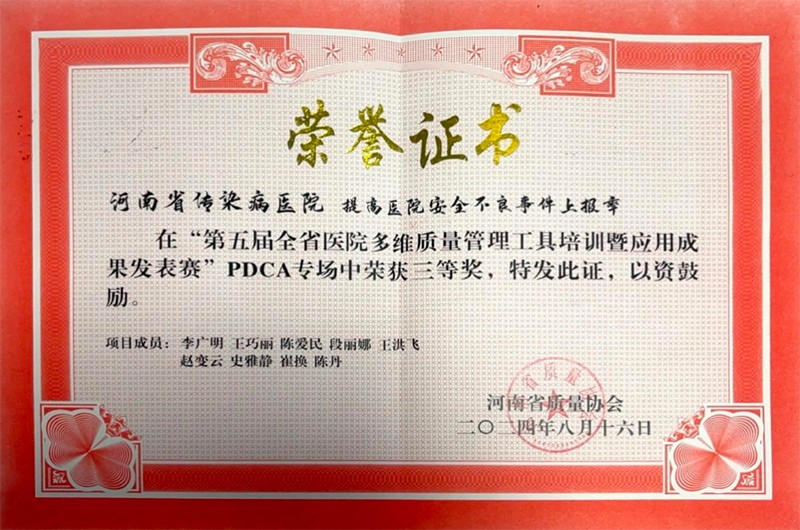 荣誉证书
河南省传染病医院 提高医院安全不良事件上报率
在“第五届全省医院多维质量管理工具培训暨应用成
果发表赛”PDCA专场中荣获三等奖，特发此证，以资鼓
励。
项目成员：李广明 王巧丽 陈爱民 段丽娜 王洪飞
赵变云 史雅静 崔换 陈丹
河南省质量协会
二〇二四年八月十六日